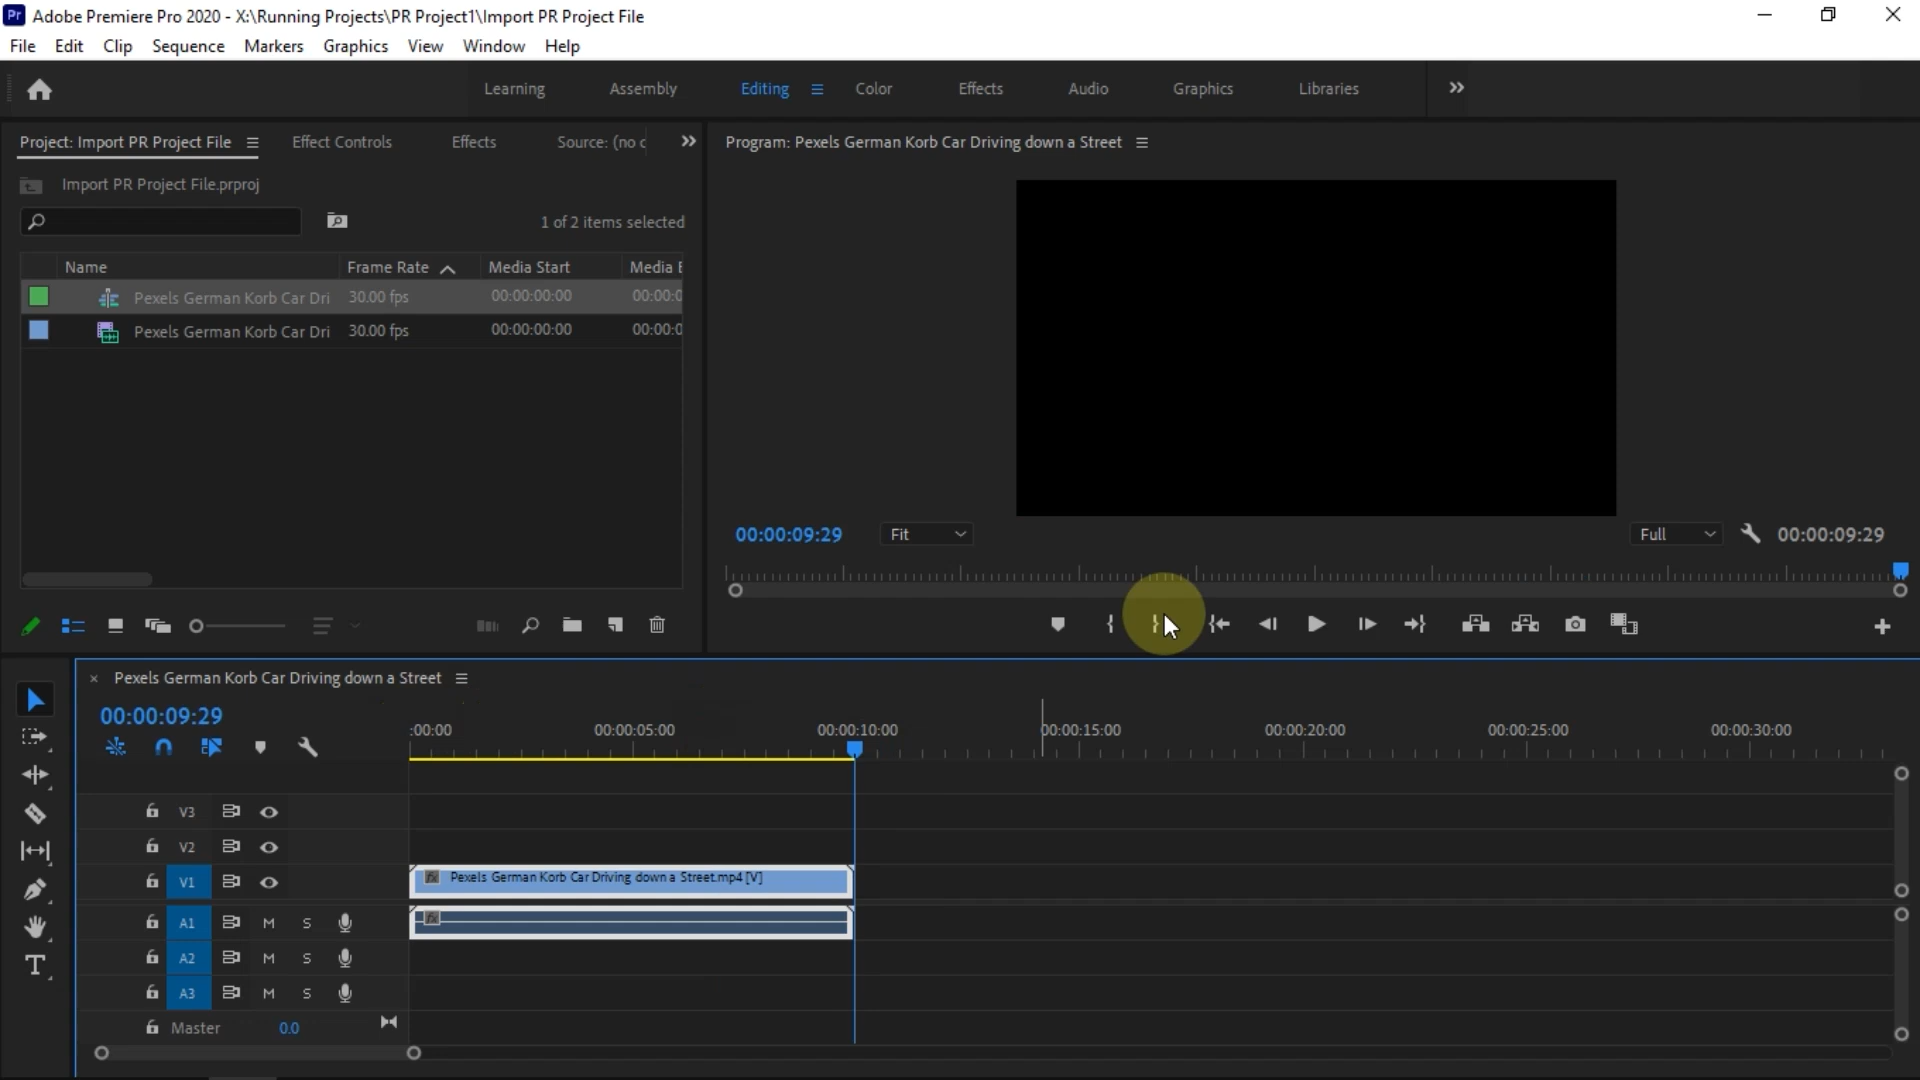 Pr Adobe Premiere Pro 2020 - X:\Running Projects\PR Project1\Import PR Project File
File Edit Clip Sequence Markers Graphics View Window Help
Learning Assembly Editing Color Effects Audio Graphics Libraries
Project: Import PR Project File Effect Controls Effects Source: (no c
Program: Pexels German Korb Car Driving down a Street
Import PR Project File.prproj
1 of 2 items selected
Name Frame Rate Media Start Media E
Pexels German Korb Car Dri 30.00 fps 00:00:00:00 00:00:0
Pexels German Korb Car Dri 30.00 fps 00:00:00:00 00:00:0
00:00:09:29 Fit Full 00:00:09:29
Pexels German Korb Car Driving down a Street
00:00:09:29
:00:00 00:00:05:00 00:00:10:00 00:00:15:00 00:00:20:00 00:00:25:00 00:00:30:00
V3
V2
V1 fx Pexels German Korb Car Driving down a Street.mp4 [V]
A1 M S fx
A2 M S
A3 M S
Master 0.0